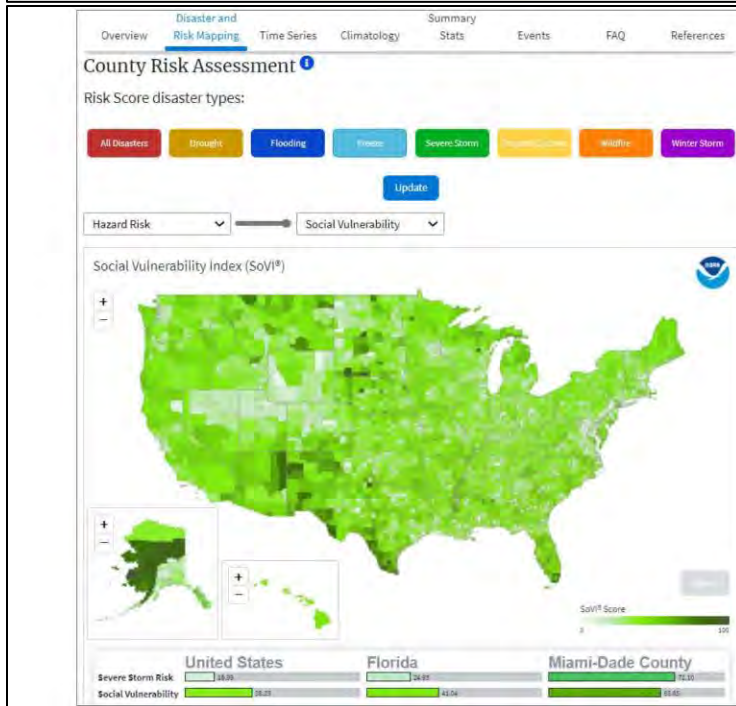 Disaster and
Summary
Overview Risk Mapping Time Series Climatology Stats Events FAQ References
County Risk Assessment
Risk Score disaster types:
All Disasters Drought Flooding Freeze Severe Storm Wildfire Winter Storm
Update
Hazard Risk Social Vulnerability
Social Vulnerability Index (SoVI®)
+
−
+
−
+
−
SoVI® Score
0 100
United States Florida Miami-Dade County
Severe Storm Risk
Social Vulnerability